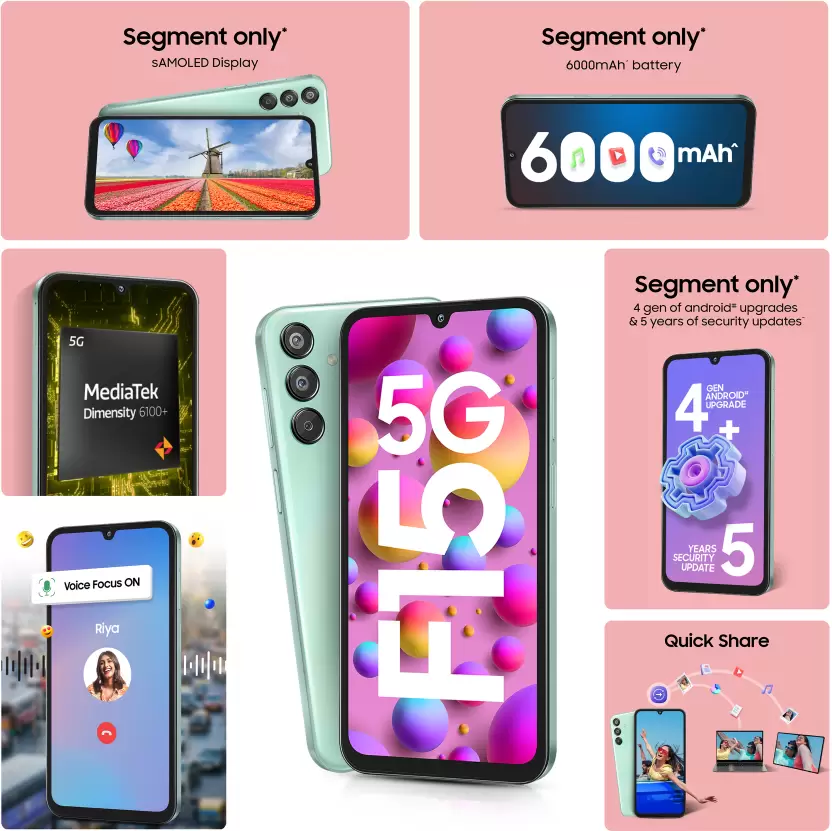 Segment only*
sAMOLED Display
Segment only*
6000mAh^ battery
6000 mAh^
5G
MediaTek
Dimensity 6100+
F15 5G
Segment only*
4 gen of android# upgrades
& 5 years of security updates~
4 GEN
ANDROID#
UPGRADE
+
YEARS
SECURITY
UPDATE 5
Voice Focus ON
Riya
Quick Share